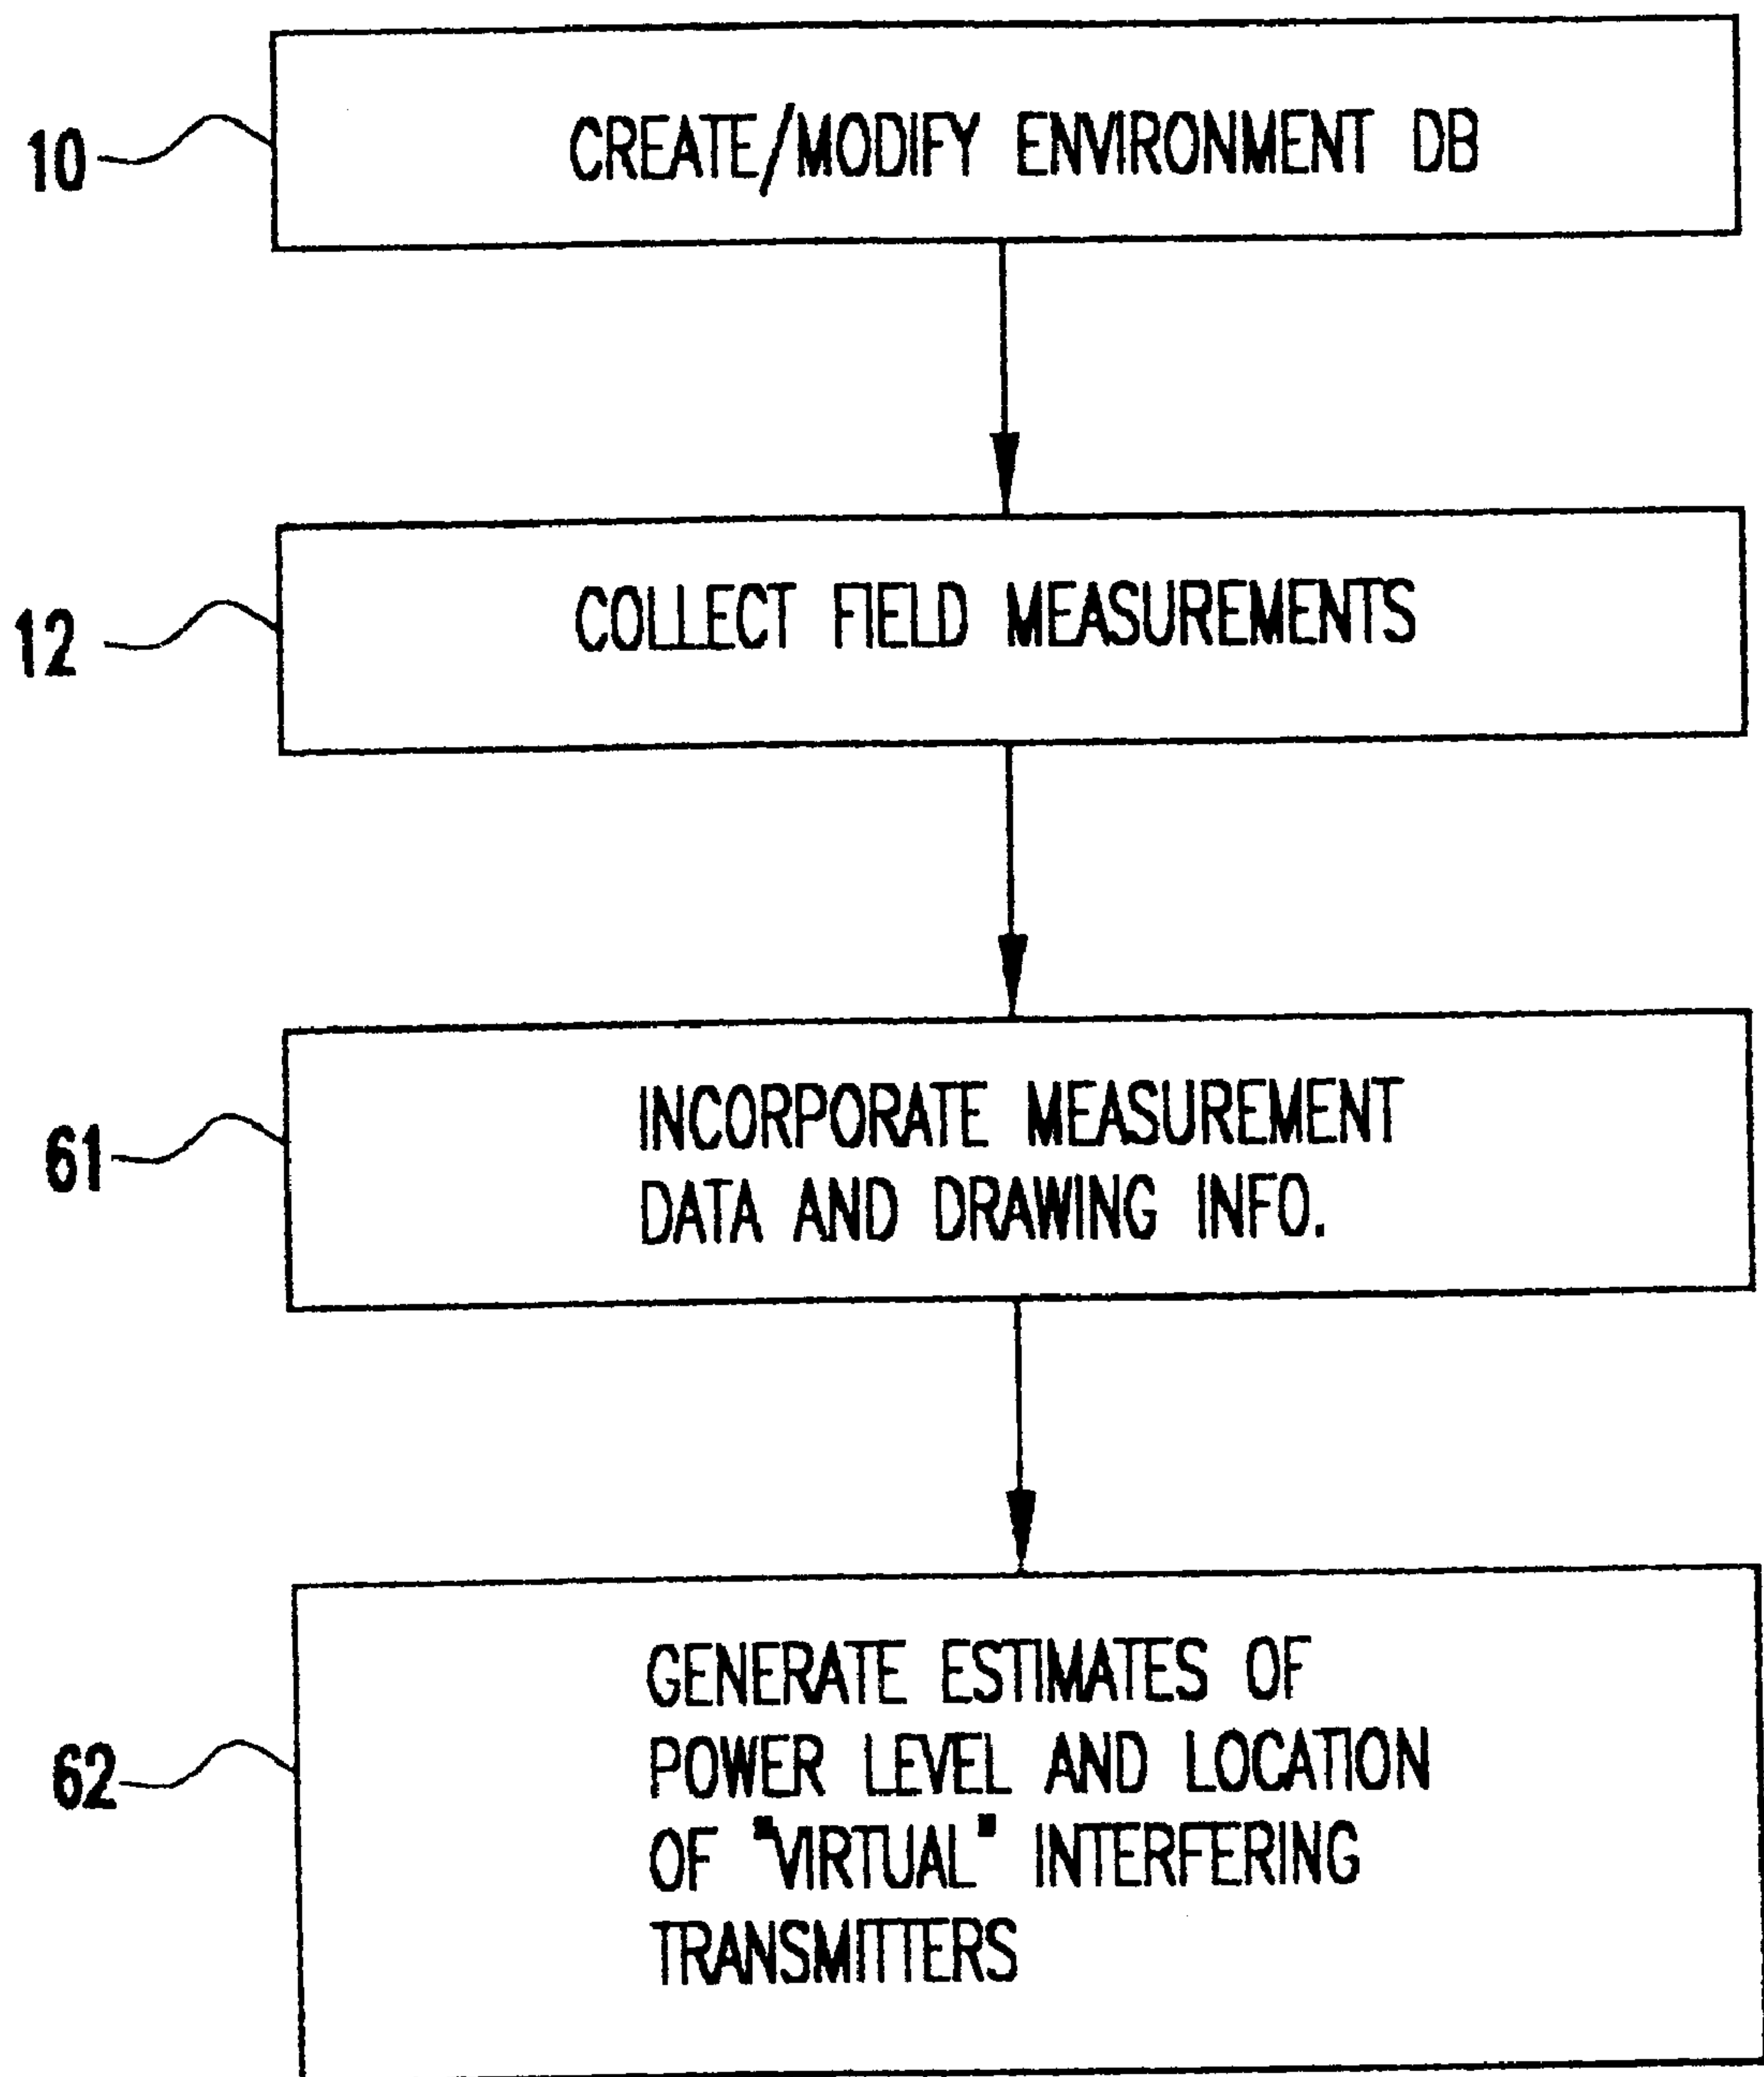 10
CREATE/MODIFY ENVIRONMENT DB
12
COLLECT FIELD MEASUREMENTS
61
INCORPORATE MEASUREMENT
DATA AND DRAWING INFO.
62
GENERATE ESTIMATES OF
POWER LEVEL AND LOCATION
OF "VIRTUAL" INTERFERING
TRANSMITTERS